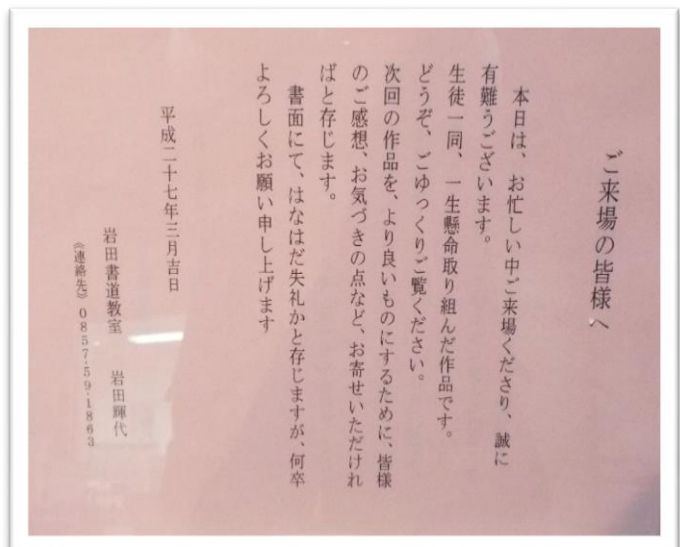 ご来場の皆様へ
本日は、お忙しい中ご来場くださり、誠に
有難うございます。
生徒一同、一生懸命取り組んだ作品です。
どうぞ、ごゆっくりご覧ください。
次回の作品を、より良いものにするために、皆様
のご感想、お気づきの点など、お寄せいただけれ
ばと存じます。
書面にて、はなはだ失礼かと存じますが、何卒
よろしくお願い申し上げます
平成二十七年三月吉日
岩田書道教室 岩田輝代
《連絡先》0857-59-1863